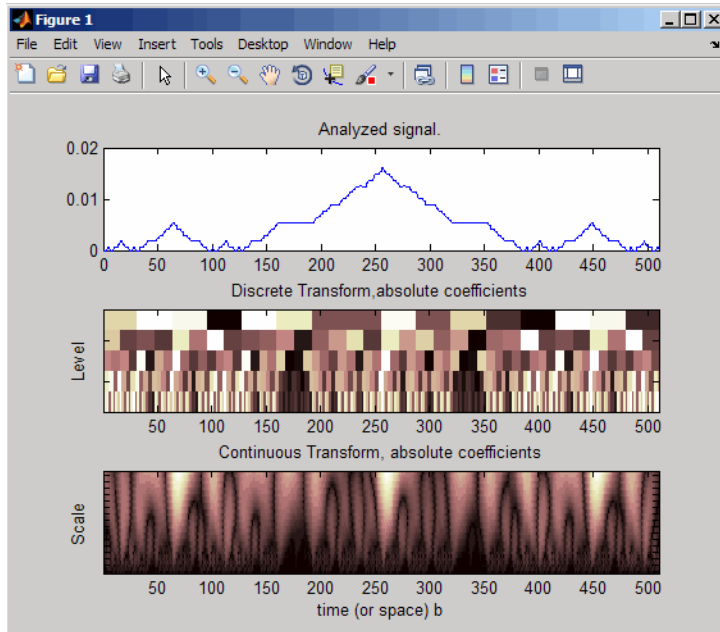 Figure 1
File Edit View Insert Tools Desktop Window Help
Analyzed signal.
0.02
0.01
0
0 50 100 150 200 250 300 350 400 450 500
Discrete Transform,absolute coefficients
Level
50 100 150 200 250 300 350 400 450 500
Continuous Transform, absolute coefficients
Scale
50 100 150 200 250 300 350 400 450 500
time (or space) b